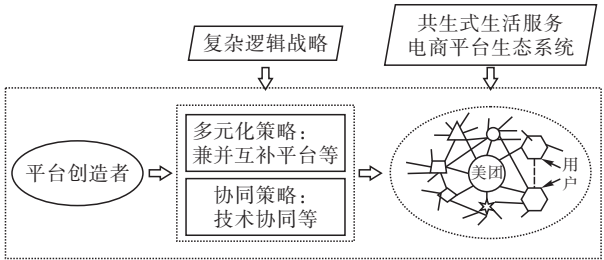 复杂逻辑战略
共生式生活服务
电商平台生态系统
平台创造者
多元化策略：
兼并互补平台等
协同策略：
技术协同等
美团
用
户